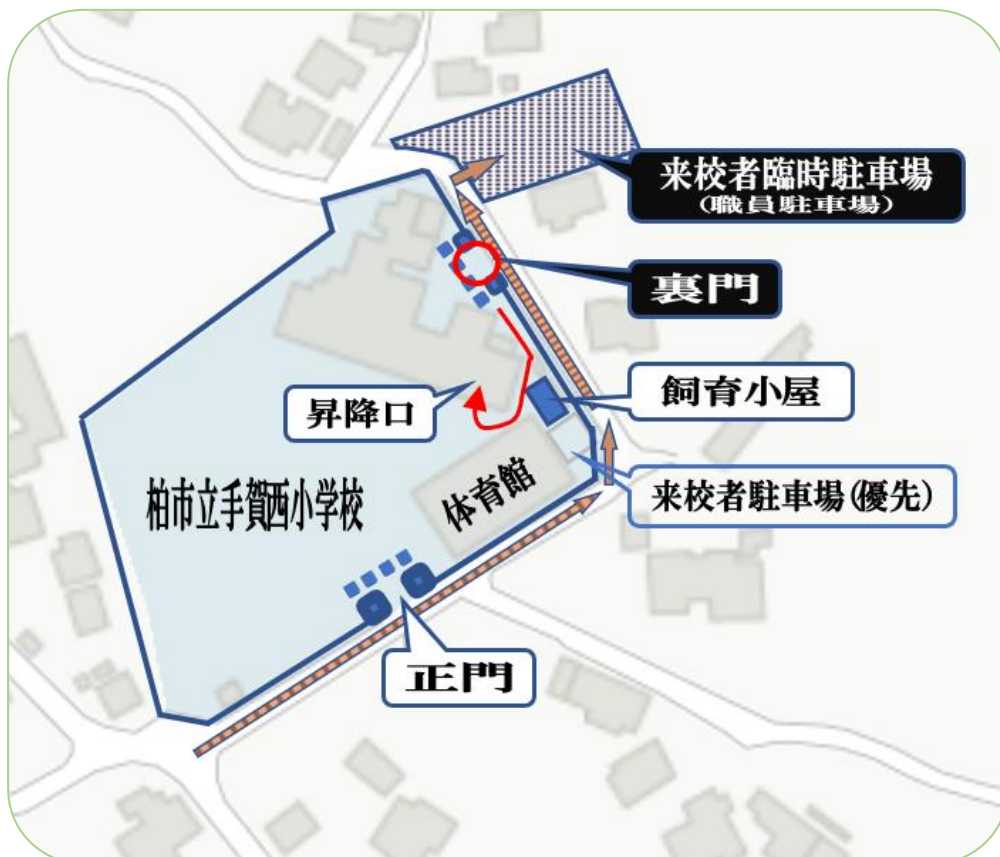 来校者臨時駐車場
(職員駐車場)
裏門
飼育小屋
昇降口
来校者駐車場(優先)
体育館
柏市立手賀西小学校
正門